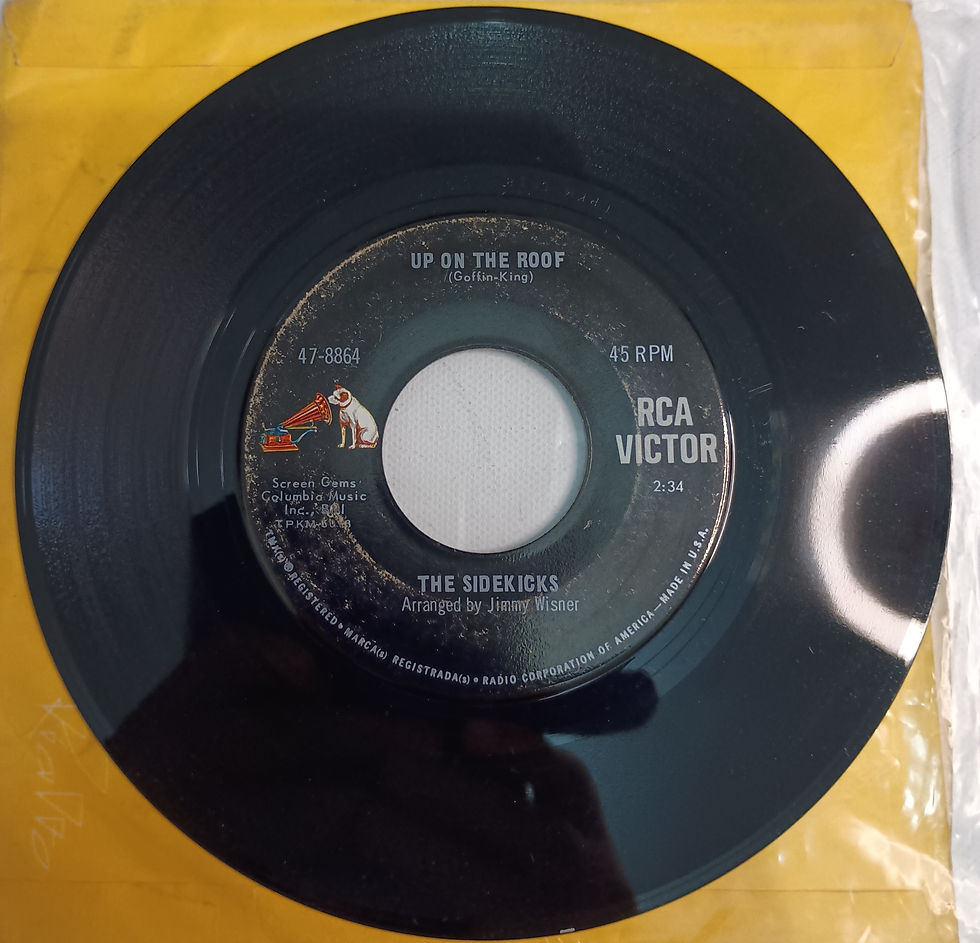 UP ON THE ROOF
(Goffin-King)
47-8864
45 RPM
RCA
VICTOR
Screen Gems
Columbia Music
Inc.,
2:34
THE SIDEKICKS
Arranged by Jimmy Wisner
TMK(s) ® REGISTERED • MARCA(s) REGISTRADA(s) • RADIO CORPORATION OF AMERICA—MADE IN U.S.A.